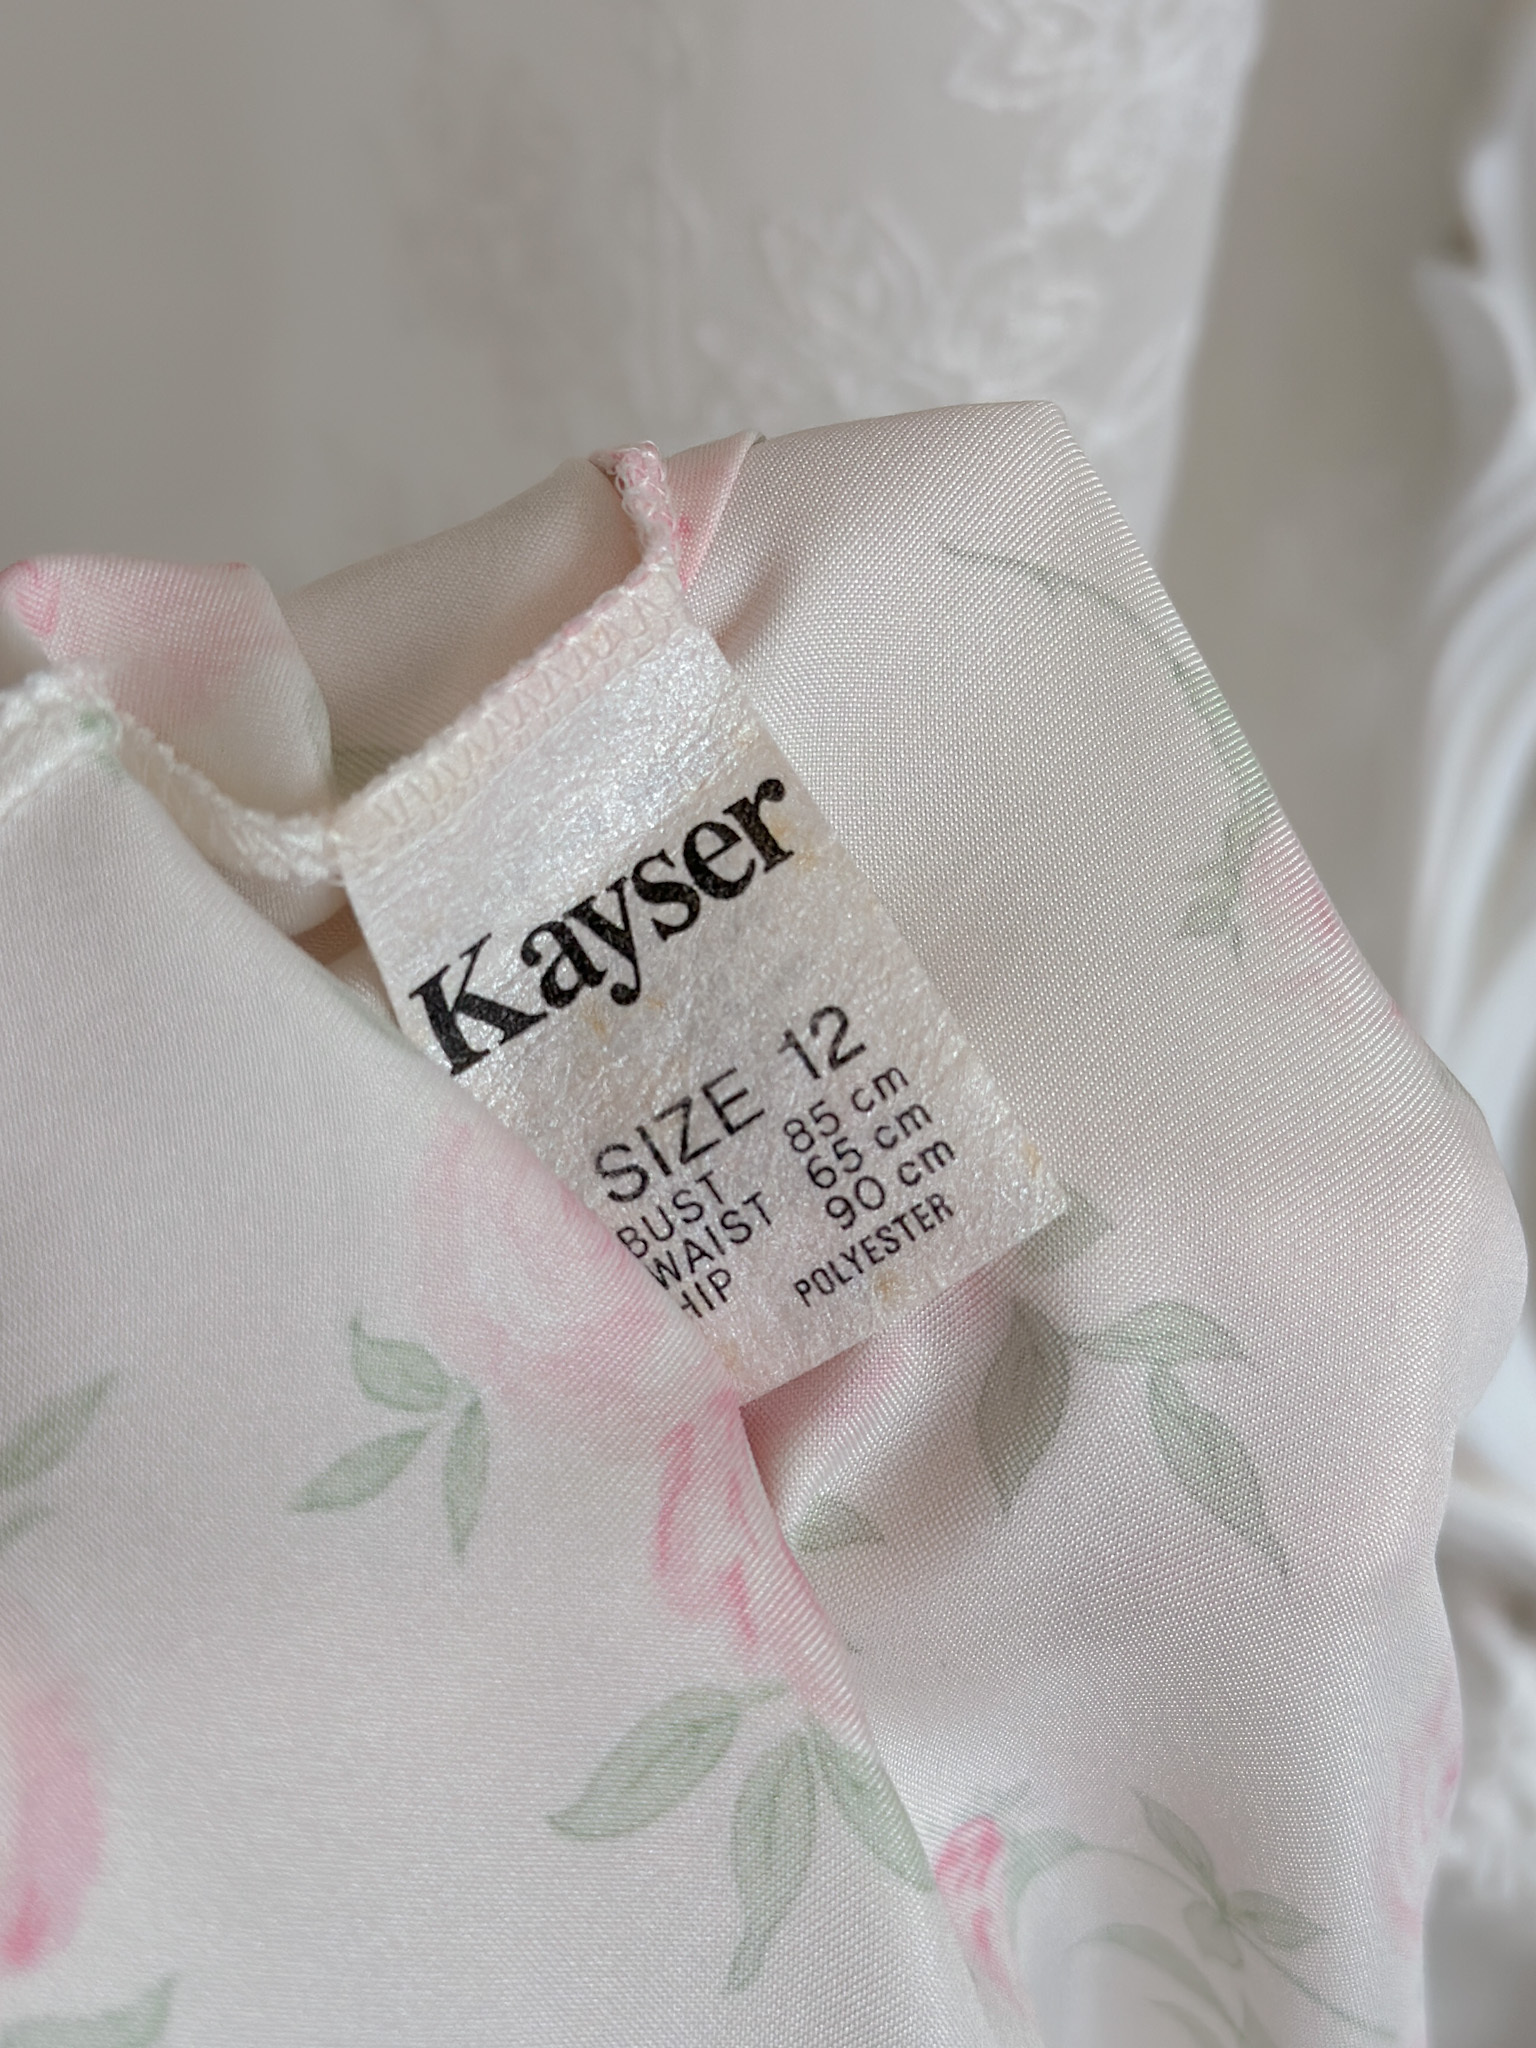 Kayser
SIZE 12
BUST 85 cm
WAIST 65 cm
HIP 90 cm
POLYESTER